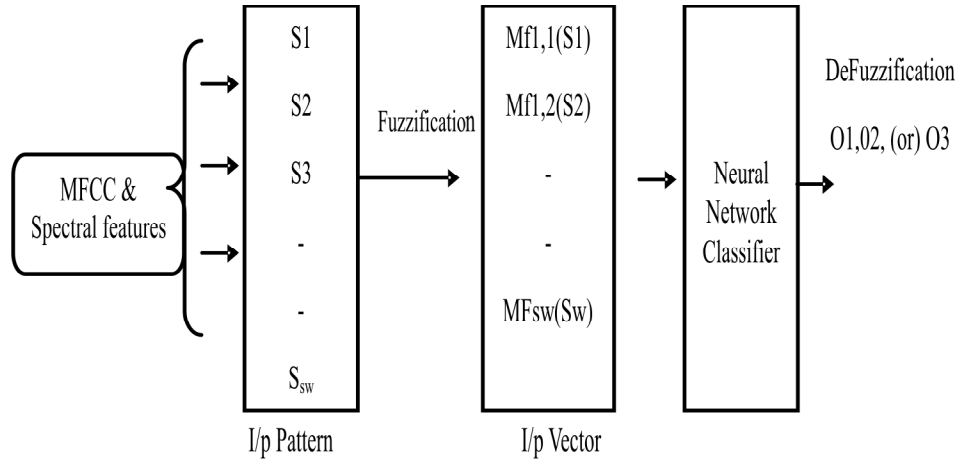 MFCC &
Spectral features
S1
S2
S3
-
-
S_sw
I/p Pattern
Fuzzification
Mf1,1(S1)
Mf1,2(S2)
-
-
MFsw(Sw)
I/p Vector
Neural
Network
Classifier
DeFuzzification
O1,02, (or) O3